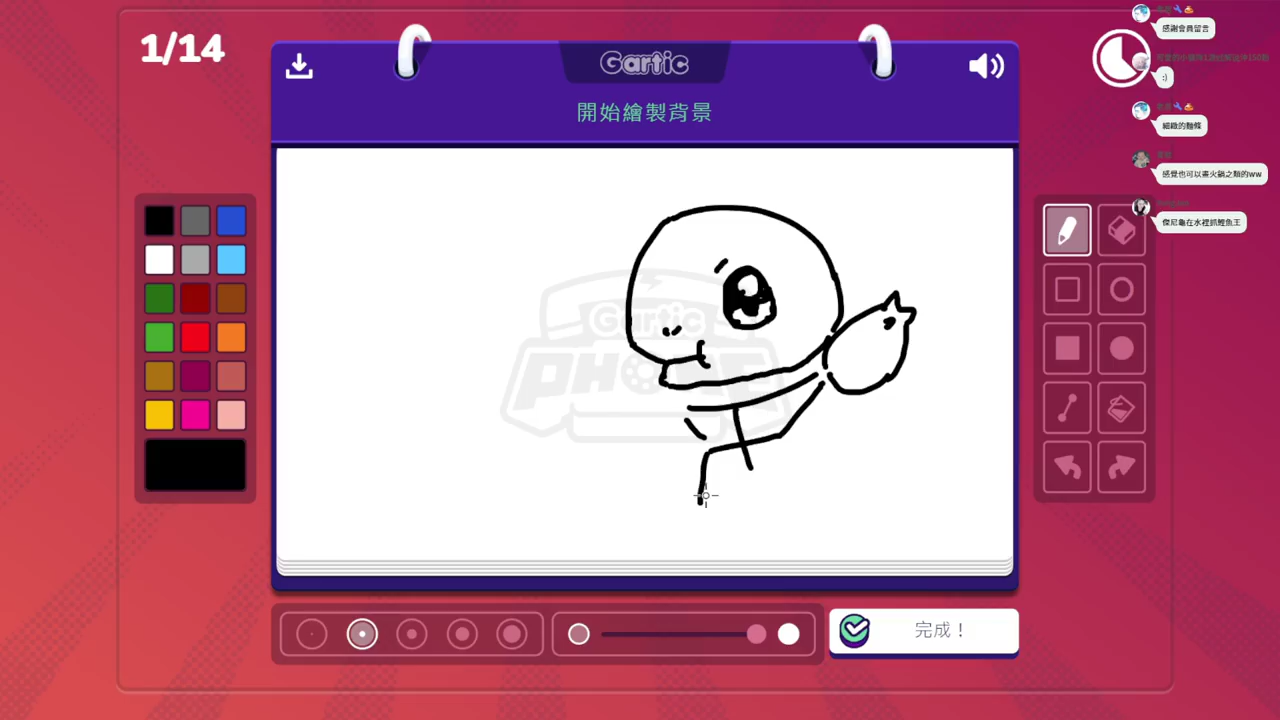 1/14
Gartic
開始繪製背景
Gartic
PHONE
感謝會員留言
:)
細緻的麵條
感覺也可以畫火鍋之類的ww
傑尼龜在水裡抓鯉魚王
完成！